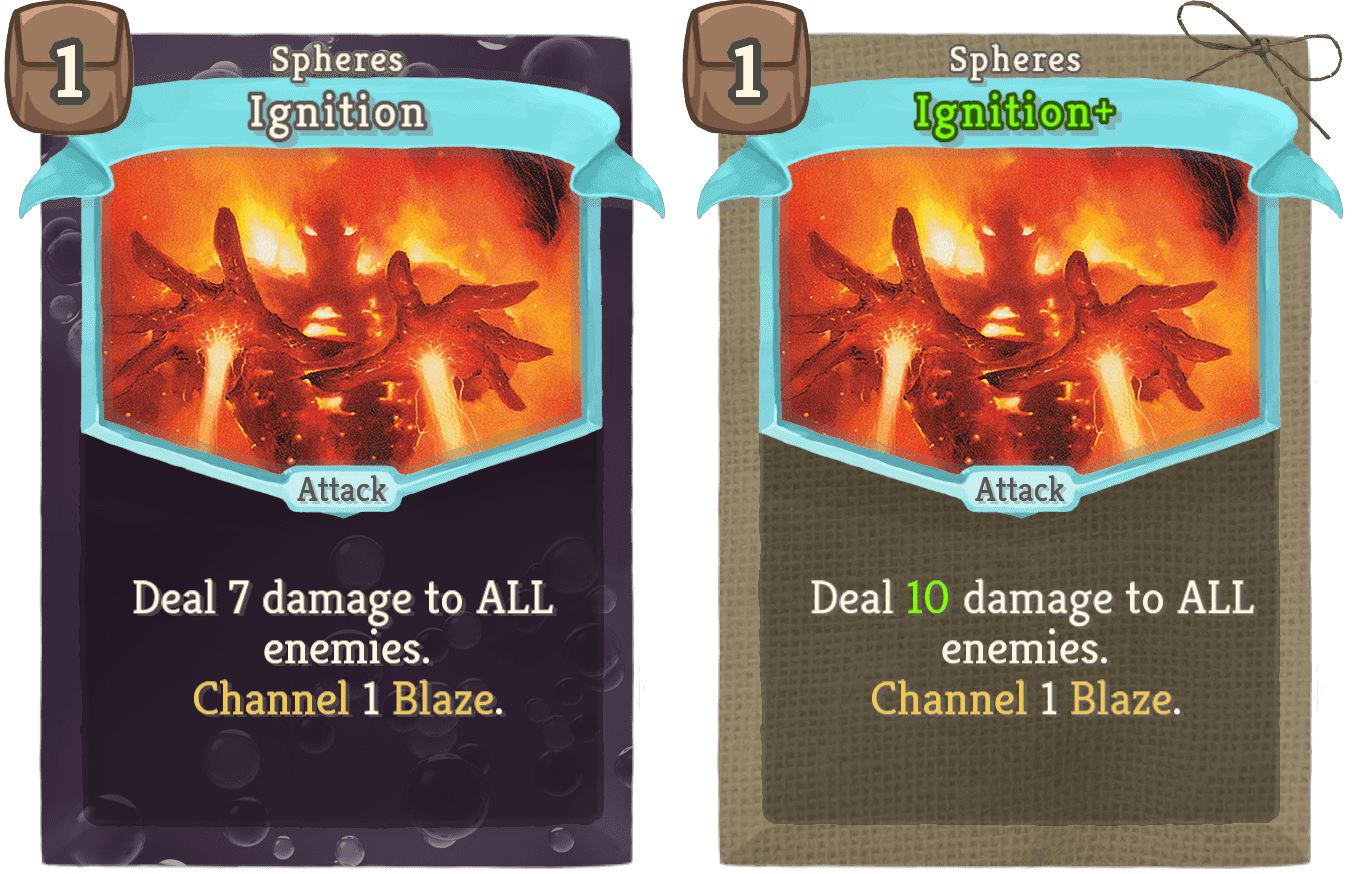 1
Spheres
Ignition
Attack
Deal 7 damage to ALL
enemies.
Channel 1 Blaze.
1
Spheres
Ignition+
Attack
Deal 10 damage to ALL
enemies.
Channel 1 Blaze.